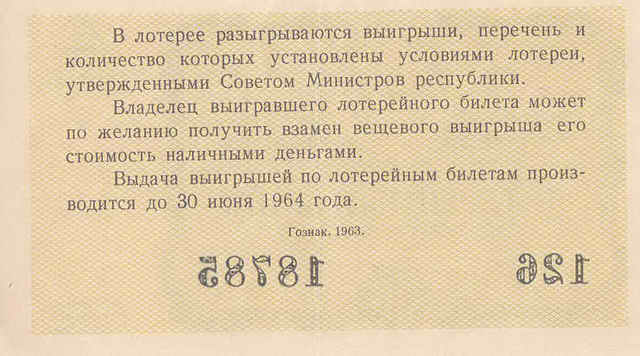 В лотерее разыгрываются выигрыши, перечень и
количество которых установлены условиями лотереи,
утвержденными Советом Министров республики.
Владелец выигравшего лотерейного билета может
по желанию получить взамен вещевого выигрыша его
стоимость наличными деньгами.
Выдача выигрышей по лотерейным билетам произ-
водится до 30 июня 1964 года.
Гознак. 1963.
18785 126